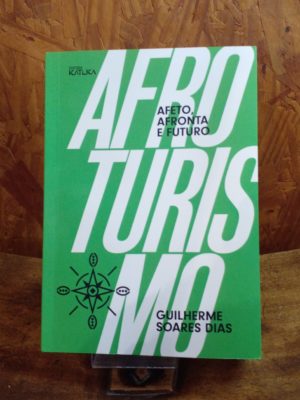 EDITORA
KATUKA
AFRO
TURIS
MO
AFETO,
AFRONTA
E FUTURO
GUILHERME
SOARES DIAS